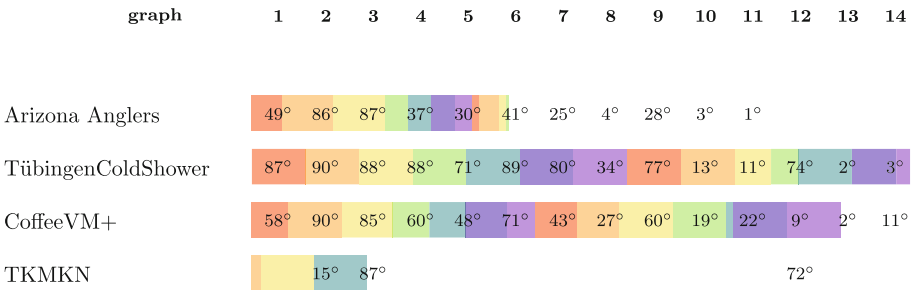 graph 1 2 3 4 5 6 7 8 9 10 11 12 13 14
Arizona Anglers 49° 86° 87° 37° 30° 41° 25° 4° 28° 3° 1°
TübingenColdShower 87° 90° 88° 88° 71° 89° 80° 34° 77° 13° 11° 74° 2° 3°
CoffeeVM+ 58° 90° 85° 60° 48° 71° 43° 27° 60° 19° 22° 9° 2° 11°
TKMKN 15° 87° 72°